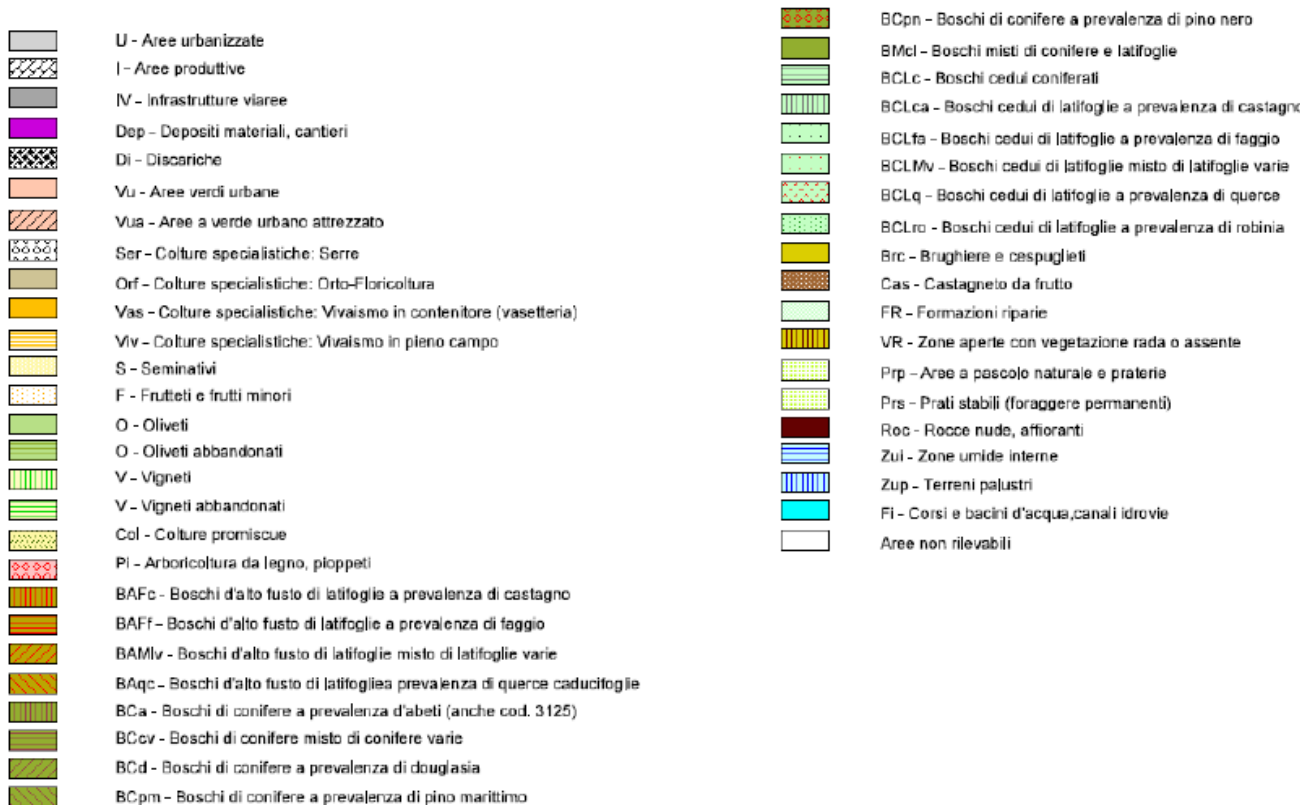 U - Aree urbanizzate
I - Aree produttive
IV - Infrastrutture viaree
Dep - Depositi materiali, cantieri
Di - Discariche
Vu - Aree verdi urbane
Vua - Aree a verde urbano attrezzato
Ser - Colture specialistiche: Serre
Orf - Colture specialistiche: Orto-Floricoltura
Vas - Colture specialistiche: Vivaismo in contenitore (vasetteria)
Viv - Colture specialistiche: Vivaismo in pieno campo
S - Seminativi
F - Frutteti e frutti minori
O - Oliveti
O - Oliveti abbandonati
V - Vigneti
V - Vigneti abbandonati
Col - Colture promiscue
Pi - Arboricoltura da legno, pioppeti
BAFc - Boschi d'alto fusto di latifoglie a prevalenza di castagno
BAFf - Boschi d'alto fusto di latifoglie a prevalenza di faggio
BAMlv - Boschi d'alto fusto di latifoglie misto di latifoglie varie
BAqc - Boschi d'alto fusto di latifogliea prevalenza di querce caducifoglie
BCa - Boschi di conifere a prevalenza d'abeti (anche cod. 3125)
BCcv - Boschi di conifere misto di conifere varie
BCd - Boschi di conifere a prevalenza di douglasia
BCpm - Boschi di conifere a prevalenza di pino marittimo
BCpn - Boschi di conifere a prevalenza di pino nero
BMcl - Boschi misti di conifere e latifoglie
BCLc - Boschi cedui coniferati
BCLca - Boschi cedui di latifoglie a prevalenza di castagno
BCLfa - Boschi cedui di latifoglie a prevalenza di faggio
BCLMv - Boschi cedui di latifoglie misto di latifoglie varie
BCLq - Boschi cedui di latifoglie a prevalenza di querce
BCLro - Boschi cedui di latifoglie a prevalenza di robinia
Brc - Brughiere e cespuglieti
Cas - Castagneto da frutto
FR - Formazioni riparie
VR - Zone aperte con vegetazione rada o assente
Prp - Aree a pascolo naturale e praterie
Prs - Prati stabili (foraggere permanenti)
Roc - Rocce nude, affioranti
Zui - Zone umide interne
Zup - Terreni palustri
Fi - Corsi e bacini d'acqua,canali idrovie
Aree non rilevabili